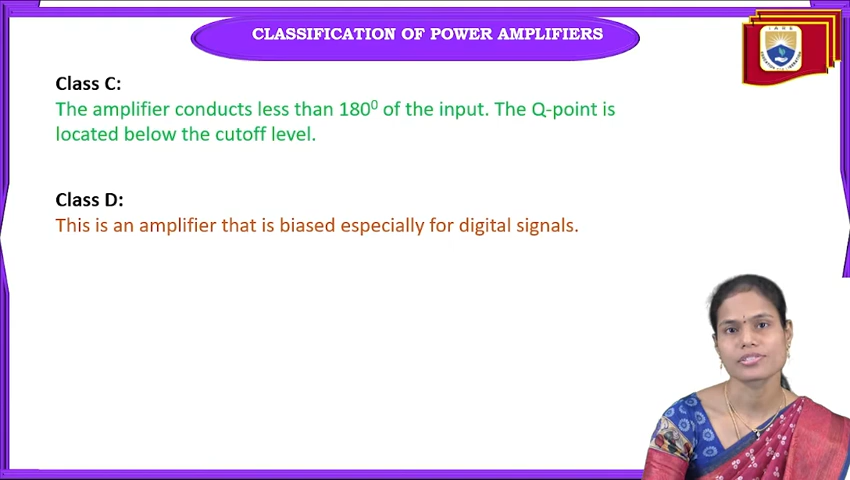 CLASSIFICATION OF POWER AMPLIFIERS
Class C:
The amplifier conducts less than 180⁰ of the input. The Q-point is
located below the cutoff level.
Class D:
This is an amplifier that is biased especially for digital signals.